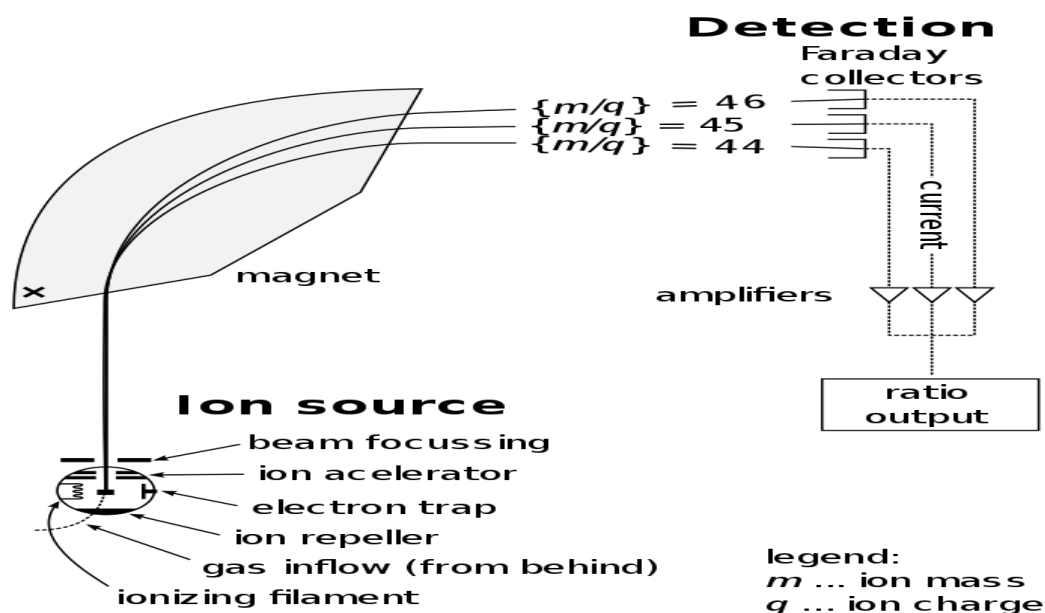 Detection
Faraday
collectors
{m/q} = 46
{m/q} = 45
{m/q} = 44
current
magnet
amplifiers
ratio
output
Ion source
beam focussing
ion acelerator
electron trap
ion repeller
gas inflow (from behind)
ionizing filament
legend:
m ... ion mass
q ... ion charge